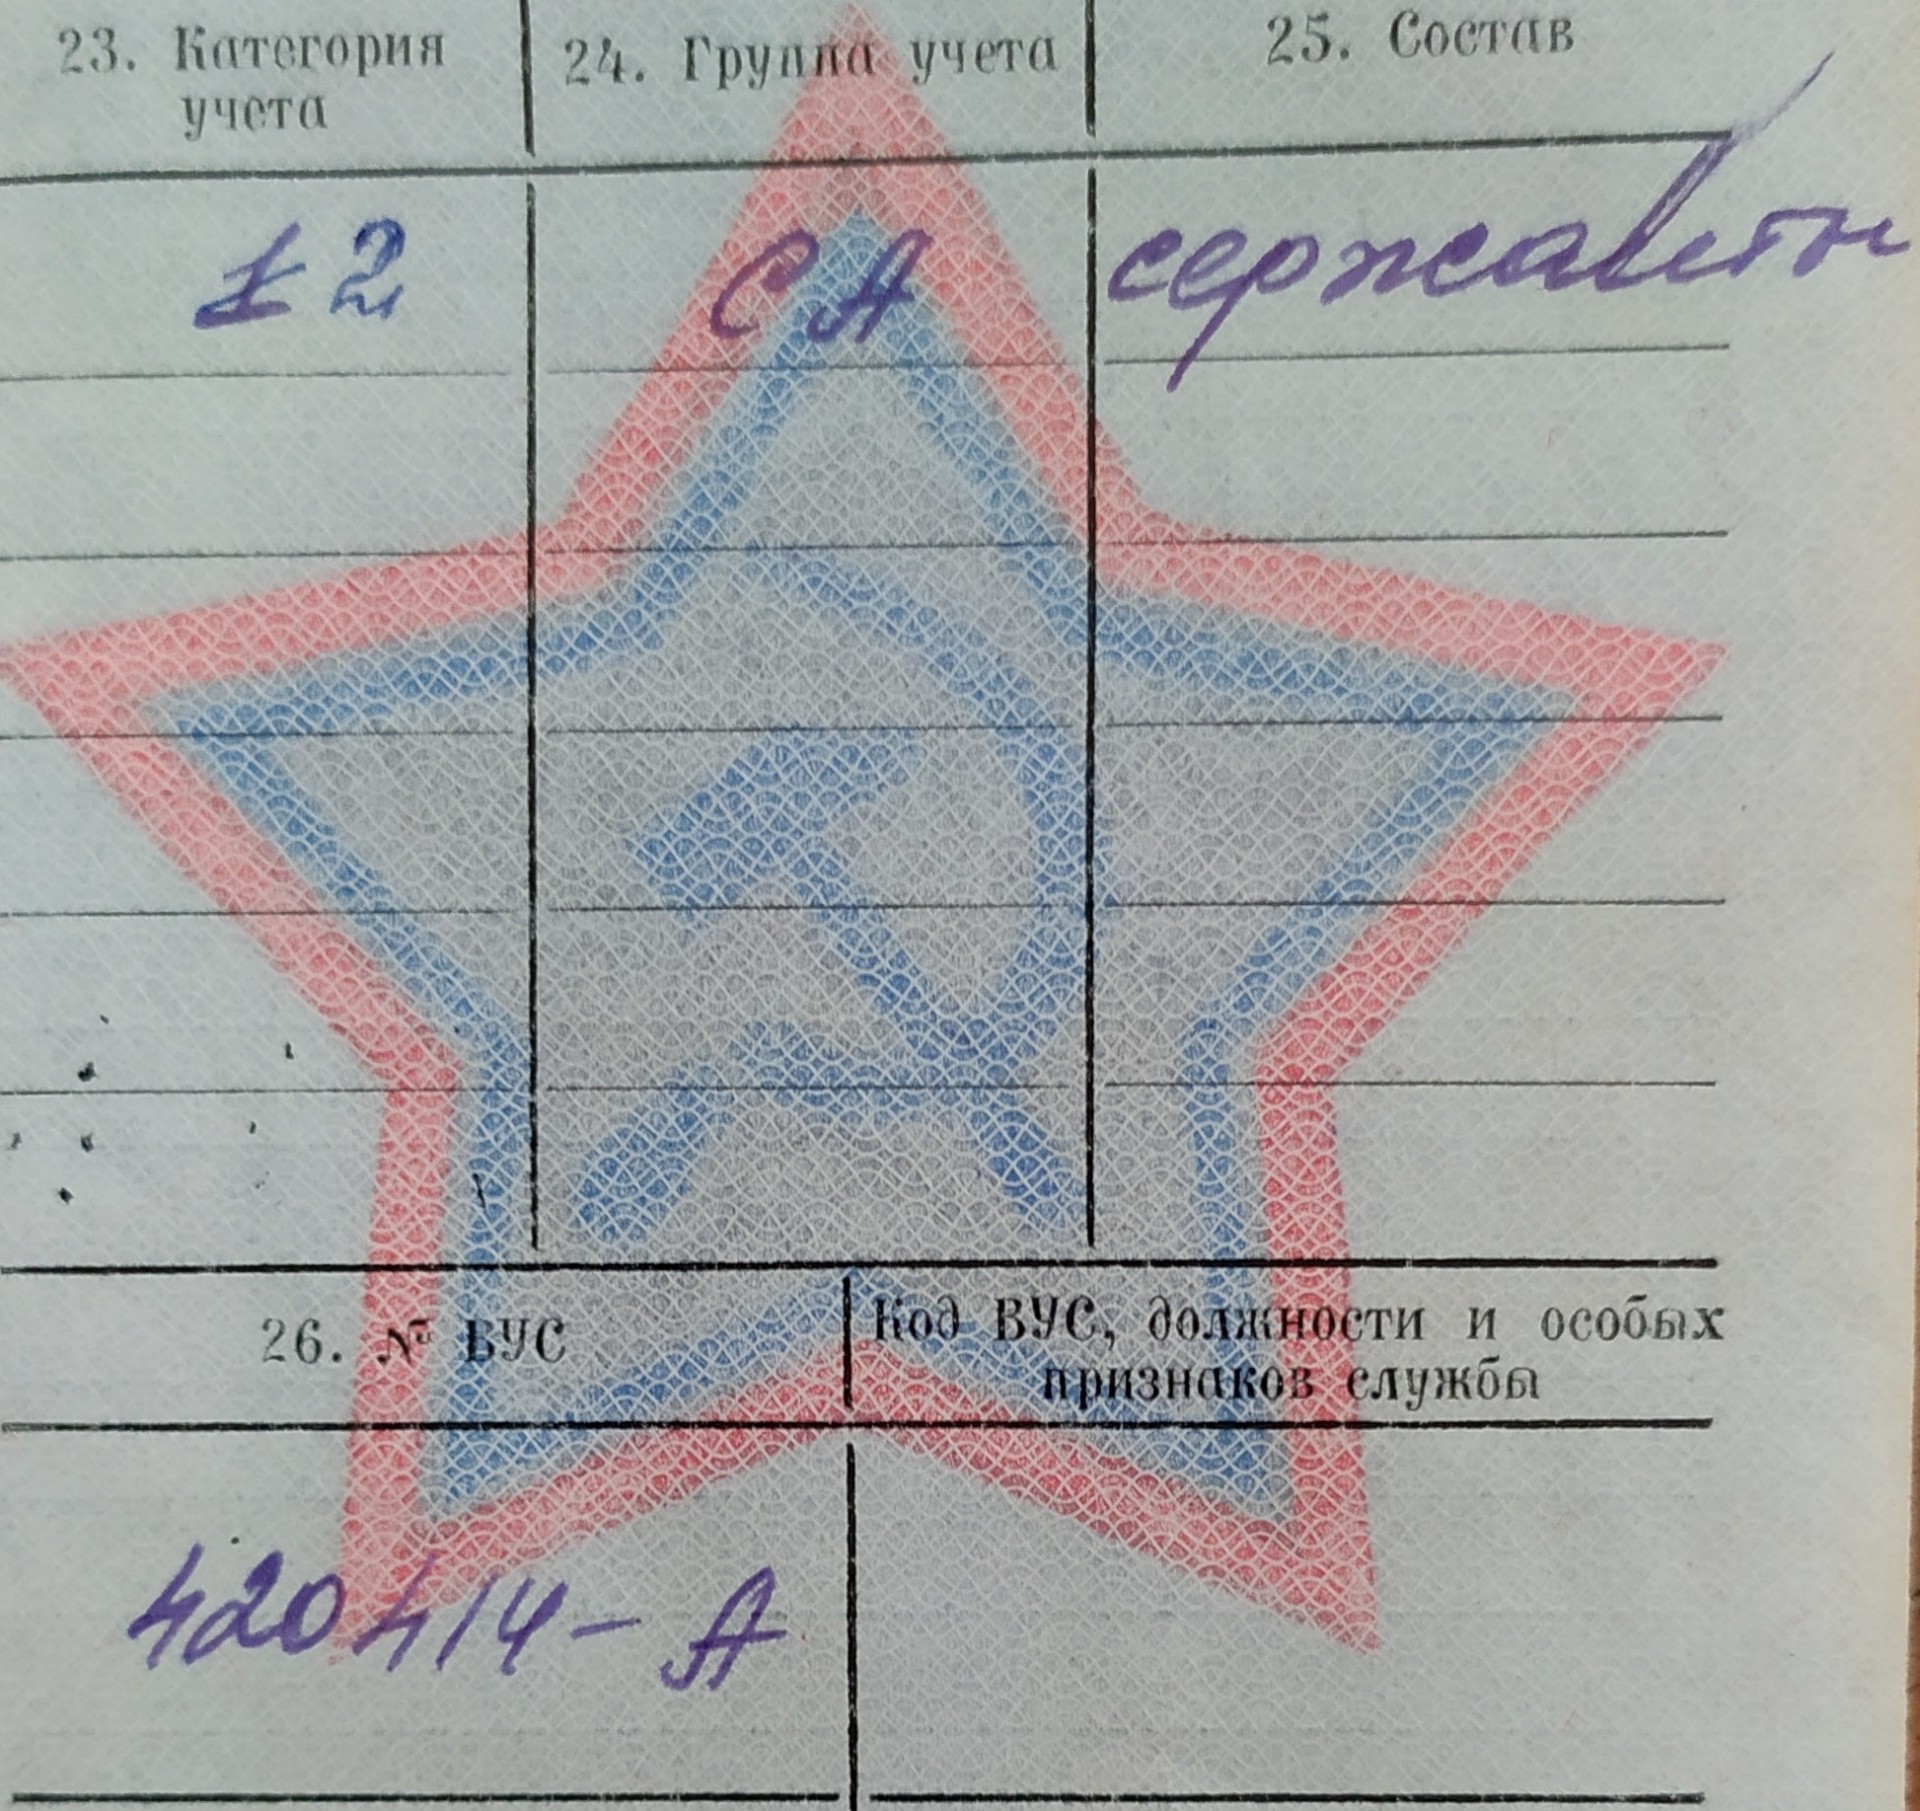 23. Категория учета
24. Группа учета
25. Состав
2
СА
сержанты
26. № ВУС
Код ВУС, должности и особых признаков службы
420414-А